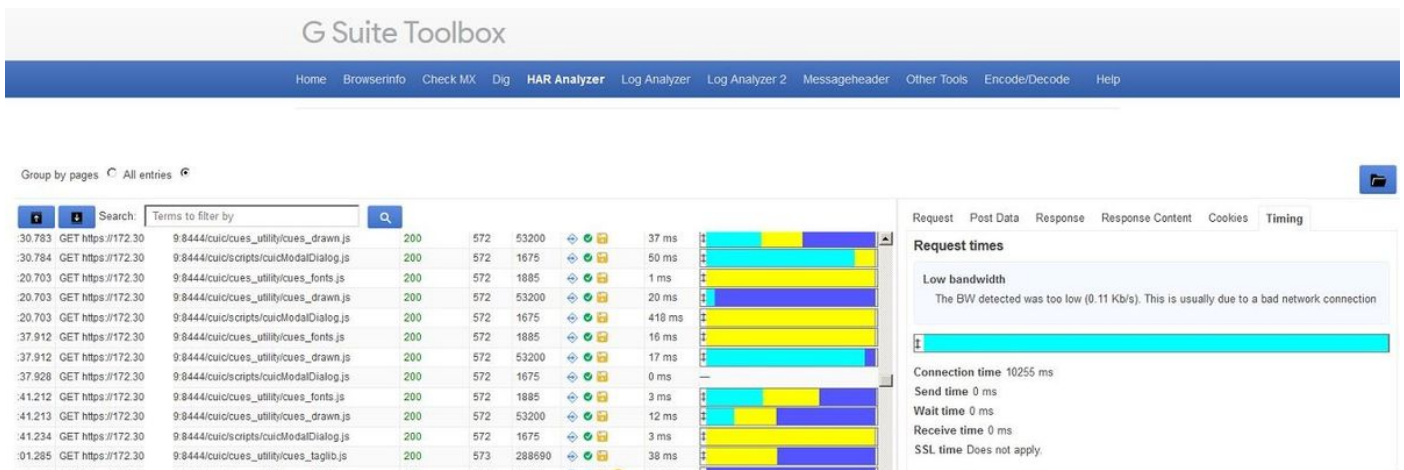 G Suite Toolbox
Home Browserinfo Check MX Dig HAR Analyzer Log Analyzer Log Analyzer 2 Messageheader Other Tools Encode/Decode Help
Group by pages All entries
Search: Terms to filter by
:30.783 GET https://172.30 9:8444/cuic/cues_utility/cues_drawn.js 200 572 53200 37 ms
:30.784 GET https://172.30 9:8444/cuic/scripts/cuicModalDialog.js 200 572 1675 50 ms
:20.703 GET https://172.30 9:8444/cuic/cues_utility/cues_fonts.js 200 572 1885 1 ms
:20.703 GET https://172.30 9:8444/cuic/cues_utility/cues_drawn.js 200 572 53200 20 ms
:20.703 GET https://172.30 9:8444/cuic/scripts/cuicModalDialog.js 200 572 1675 418 ms
:37.912 GET https://172.30 9:8444/cuic/cues_utility/cues_fonts.js 200 572 1885 16 ms
:37.912 GET https://172.30 9:8444/cuic/cues_utility/cues_drawn.js 200 572 53200 17 ms
:37.928 GET https://172.30 9:8444/cuic/scripts/cuicModalDialog.js 200 572 1675 0 ms —
:41.212 GET https://172.30 9:8444/cuic/cues_utility/cues_fonts.js 200 572 1885 3 ms
:41.213 GET https://172.30 9:8444/cuic/cues_utility/cues_drawn.js 200 572 53200 12 ms
:41.234 GET https://172.30 9:8444/cuic/scripts/cuicModalDialog.js 200 572 1675 3 ms
:01.285 GET https://172.30 9:8444/cuic/cues_utility/cues_taglib.js 200 573 288690 38 ms
Request Post Data Response Response Content Cookies Timing
Request times
Low bandwidth
The BW detected was too low (0.11 Kb/s). This is usually due to a bad network connection
Connection time 10255 ms
Send time 0 ms
Wait time 0 ms
Receive time 0 ms
SSL time Does not apply.